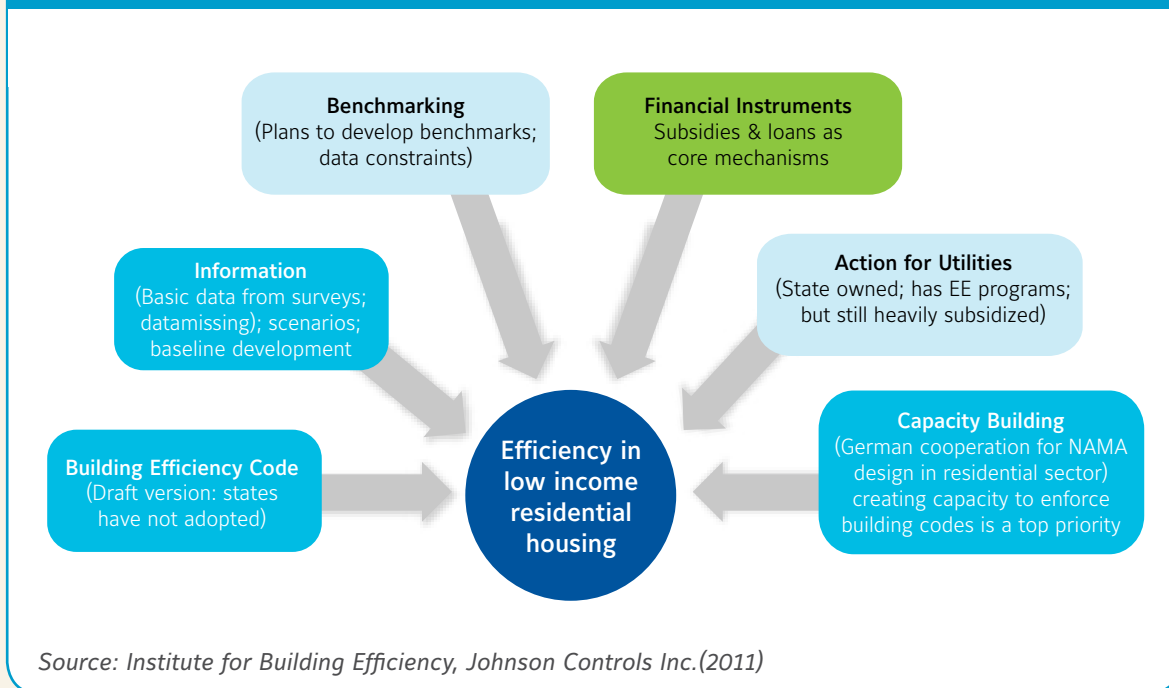 Benchmarking
(Plans to develop benchmarks;
data constraints)
Financial Instruments
Subsidies & loans as
core mechanisms
Information
(Basic data from surveys;
datamissing); scenarios;
baseline development
Action for Utilities
(State owned; has EE programs;
but still heavily subsidized)
Building Efficiency Code
(Draft version: states
have not adopted)
Efficiency in
low income
residential
housing
Capacity Building
(German cooperation for NAMA
design in residential sector)
creating capacity to enforce
building codes is a top priority
Source: Institute for Building Efficiency, Johnson Controls Inc.(2011)